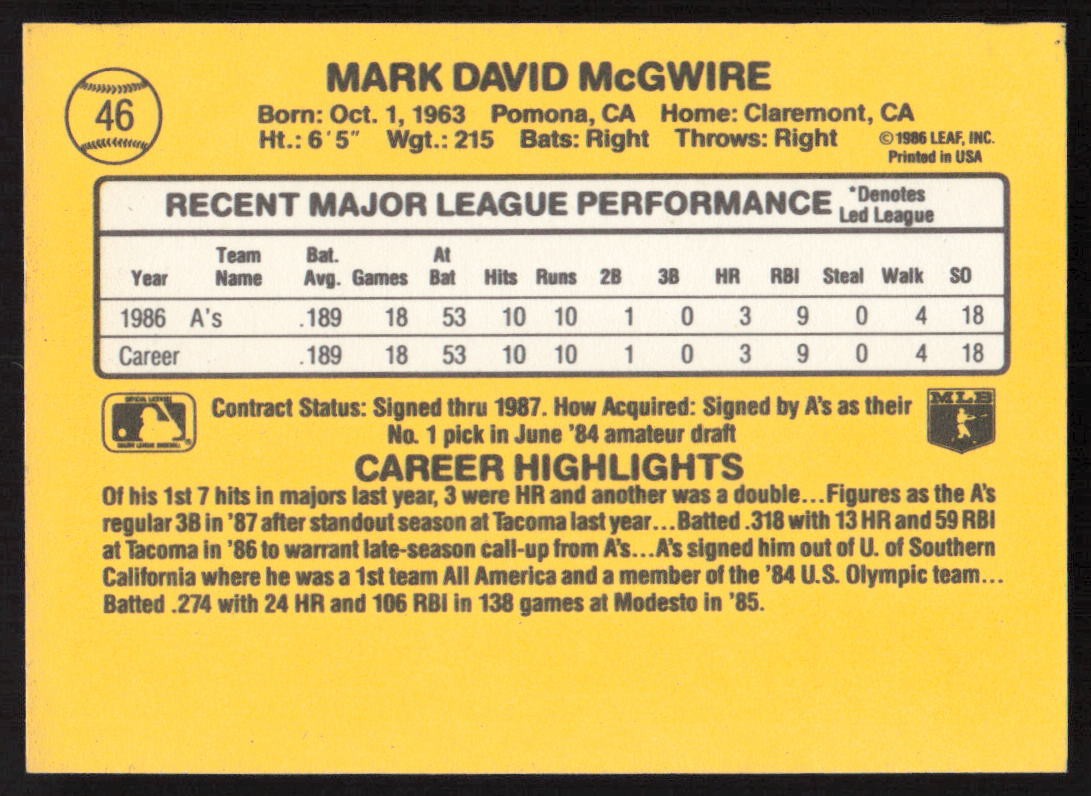 46
MARK DAVID McGWIRE
Born: Oct. 1, 1963 Pomona, CA Home: Claremont, CA
Ht.: 6'5" Wgt.: 215 Bats: Right Throws: Right
©1986 LEAF, INC.
Printed in USA
RECENT MAJOR LEAGUE PERFORMANCE
*Denotes
Led League
Year Team Name Bat. Avg. Games At Bat Hits Runs 2B 3B HR RBI Steal Walk SO
1986 A's .189 18 53 10 10 1 0 3 9 0 4 18
Career .189 18 53 10 10 1 0 3 9 0 4 18
OFFICIAL LICENSEE
MAJOR LEAGUE BASEBALL
MLB
Contract Status: Signed thru 1987. How Acquired: Signed by A's as their
No. 1 pick in June '84 amateur draft
CAREER HIGHLIGHTS
Of his 1st 7 hits in majors last year, 3 were HR and another was a double...Figures as the A's
regular 3B in '87 after standout season at Tacoma last year...Batted .318 with 13 HR and 59 RBI
at Tacoma in '86 to warrant late-season call-up from A's...A's signed him out of U. of Southern
California where he was a 1st team All America and a member of the '84 U.S. Olympic team...
Batted .274 with 24 HR and 106 RBI in 138 games at Modesto in '85.